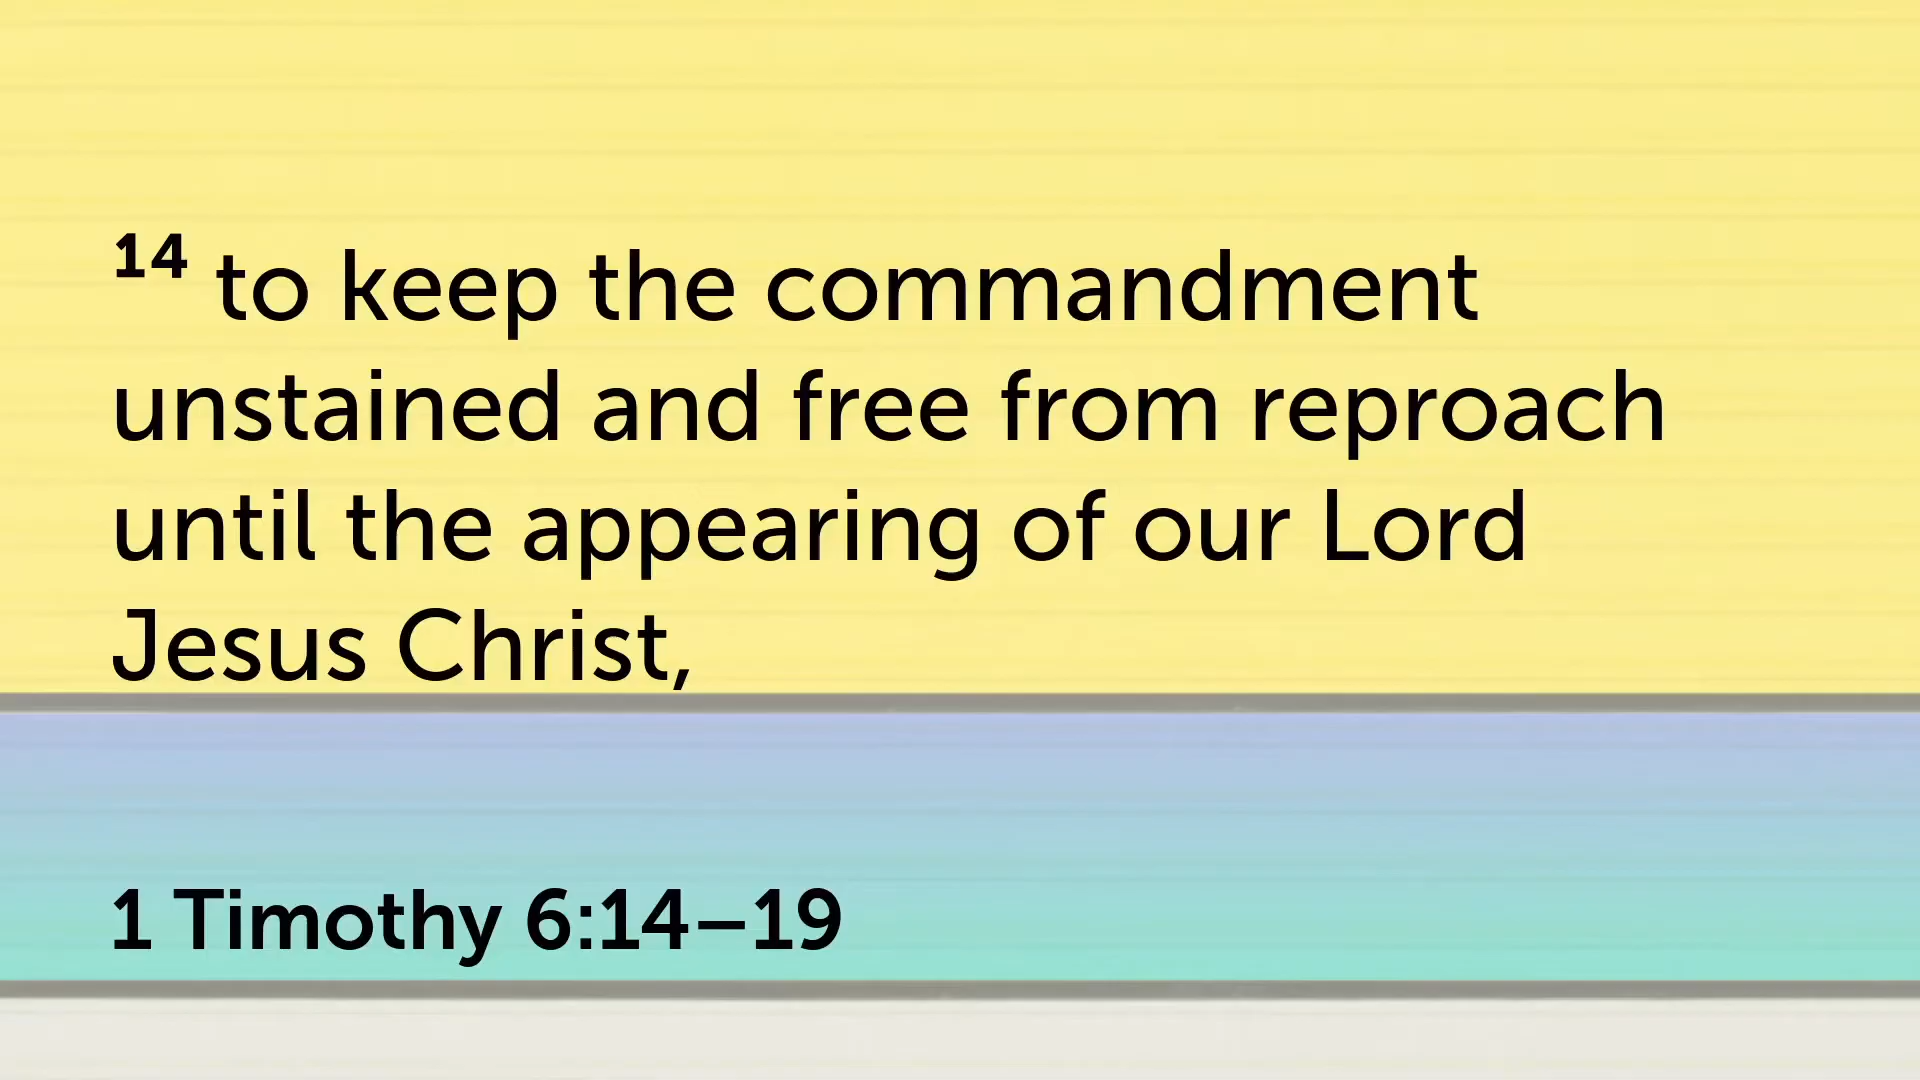 14 to keep the commandment
unstained and free from reproach
until the appearing of our Lord
Jesus Christ,
1 Timothy 6:14–19